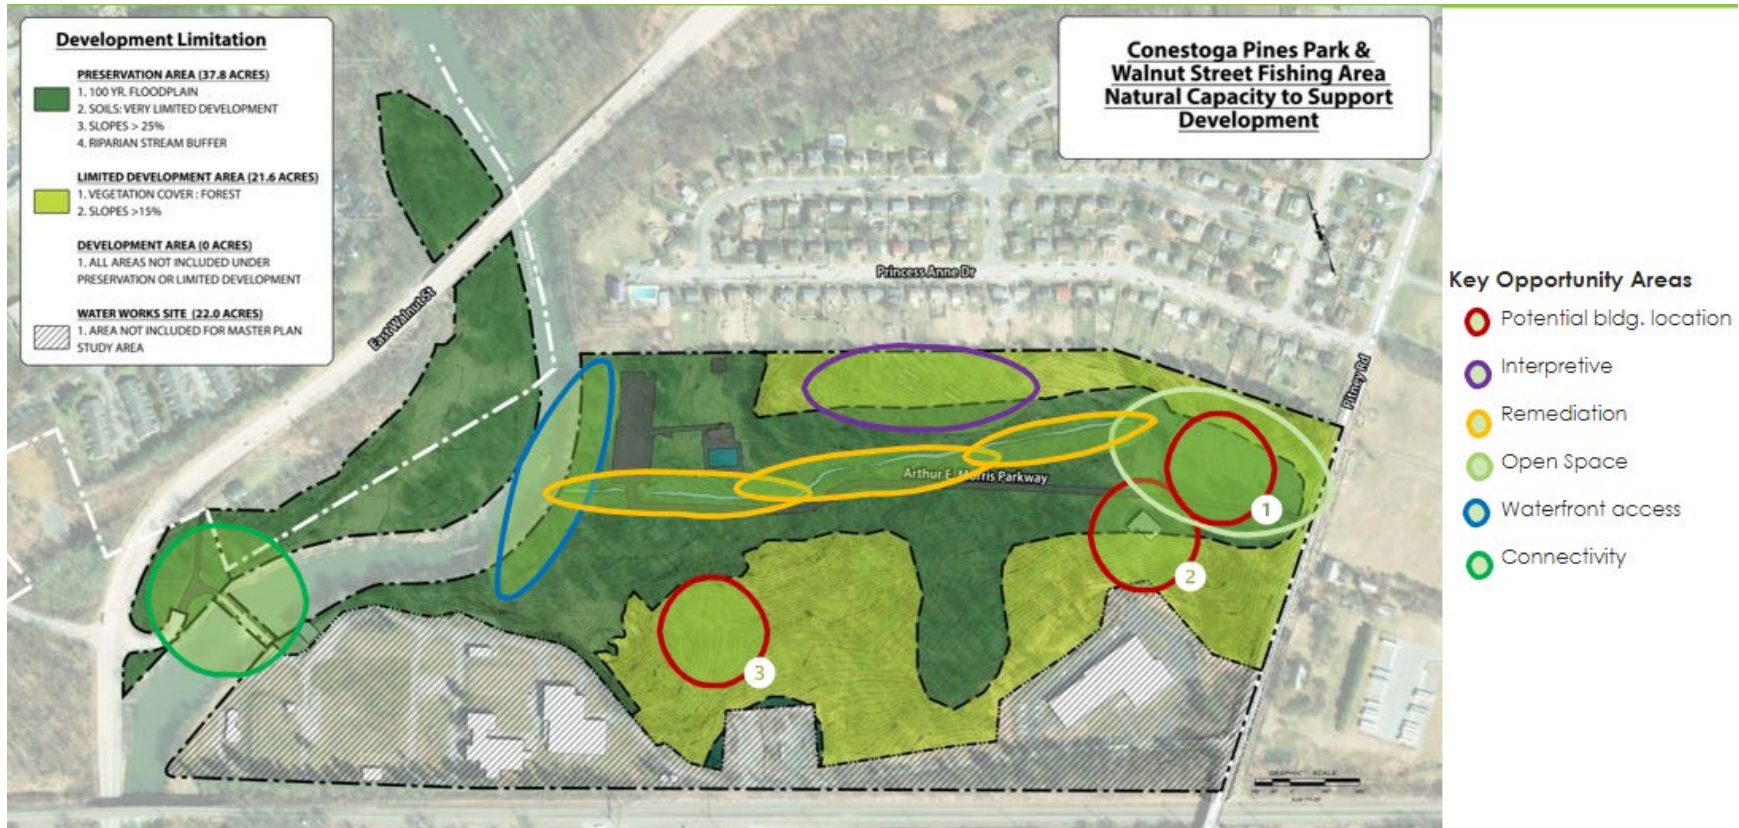 Development Limitation
PRESERVATION AREA (37.8 ACRES)
1. 100 YR. FLOODPLAIN
2. SOILS: VERY LIMITED DEVELOPMENT
3. SLOPES > 25%
4. RIPARIAN STREAM BUFFER
LIMITED DEVELOPMENT AREA (21.6 ACRES)
1. VEGETATION COVER : FOREST
2. SLOPES >15%
DEVELOPMENT AREA (0 ACRES)
1. ALL AREAS NOT INCLUDED UNDER
PRESERVATION OR LIMITED DEVELOPMENT
WATER WORKS SITE (22.0 ACRES)
1. AREA NOT INCLUDED FOR MASTER PLAN
STUDY AREA
Conestoga Pines Park &
Walnut Street Fishing Area
Natural Capacity to Support
Development
Princess Anne Dr
East Walnut St
Pitney Rd
Arthur E. Morris Parkway
1
2
3
GRAPHIC SCALE
Key Opportunity Areas
Potential bldg. location
Interpretive
Remediation
Open Space
Waterfront access
Connectivity